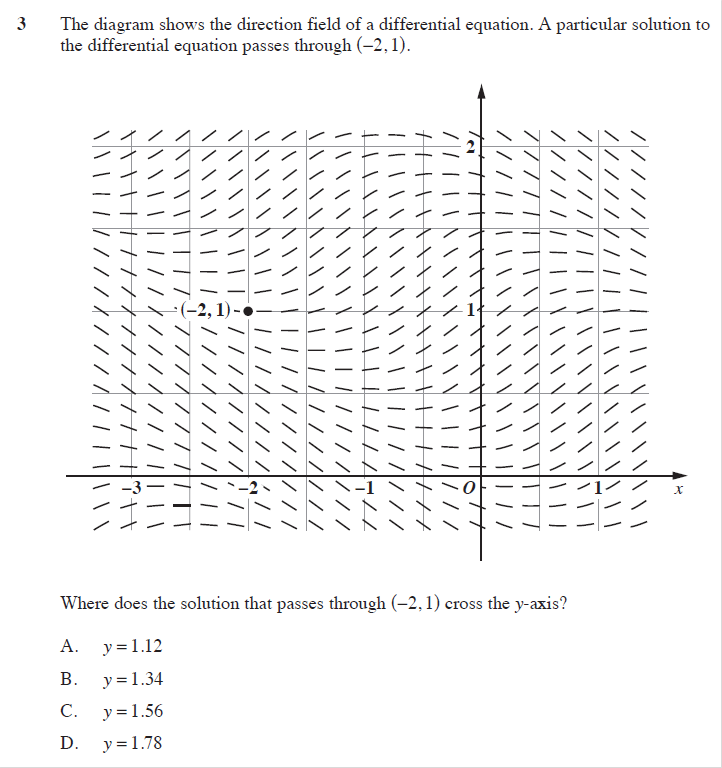 3 The diagram shows the direction field of a differential equation. A particular solution to
the differential equation passes through (−2, 1).
2
(−2, 1)
1
−3 −2 −1 O 1 x
Where does the solution that passes through (−2, 1) cross the y-axis?
A. y = 1.12
B. y = 1.34
C. y = 1.56
D. y = 1.78